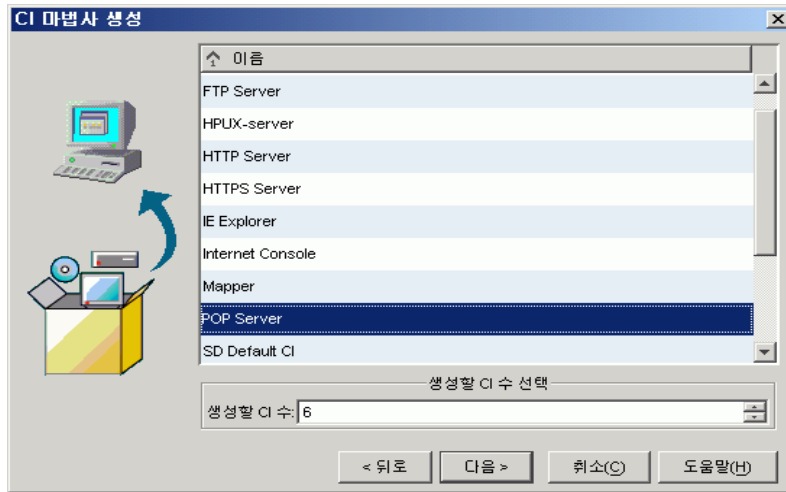 CI 마법사 생성
이름
FTP Server
HPUX-server
HTTP Server
HTTPS Server
IE Explorer
Internet Console
Mapper
POP Server
SD Default CI
생성할 CI 수 선택
생성할 CI 수: 6
< 뒤로 다음 > 취소(C) 도움말(H)